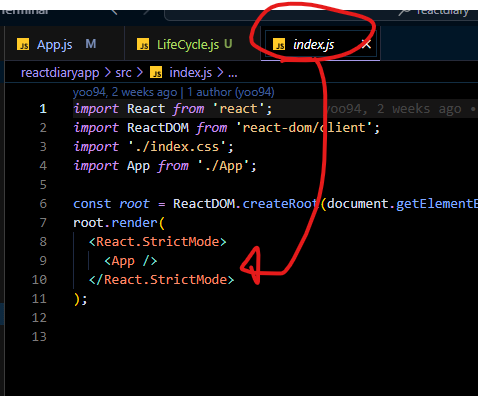 Terminal reactdiary
JS App.js M JS LifeCycle.js U JS index.js ×
reactdiaryapp > src > JS index.js > ...
yoo94, 2 weeks ago | 1 author (yoo94)
1 import React from 'react'; yoo94, 2 weeks ago •
2 import ReactDOM from 'react-dom/client';
3 import './index.css';
4 import App from './App';
5
6 const root = ReactDOM.createRoot(document.getElementB
7 root.render(
8 <React.StrictMode>
9 <App />
10 </React.StrictMode>
11 );
12
13